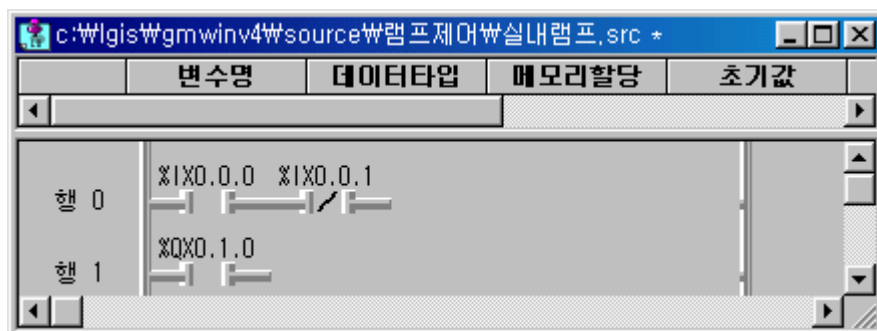 c:₩lgis₩gmwinv4₩source₩램프제어₩실내램프.src *
변수명 데이터타입 메모리할당 초기값
%IX0.0.0 %IX0.0.1
행 0
%QX0.1.0
행 1